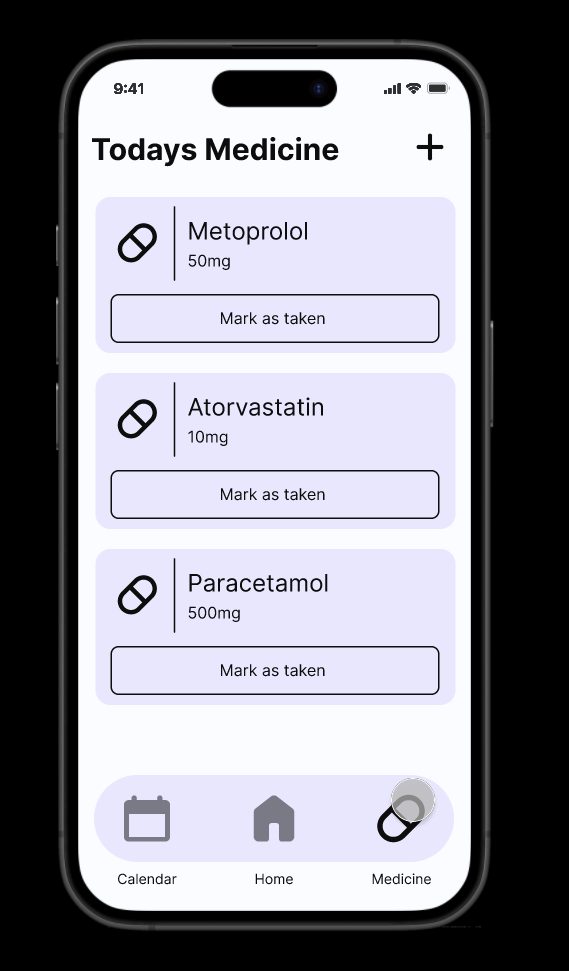 9:41
Todays Medicine
Metoprolol
50mg
Mark as taken
Atorvastatin
10mg
Mark as taken
Paracetamol
500mg
Mark as taken
Calendar Home Medicine